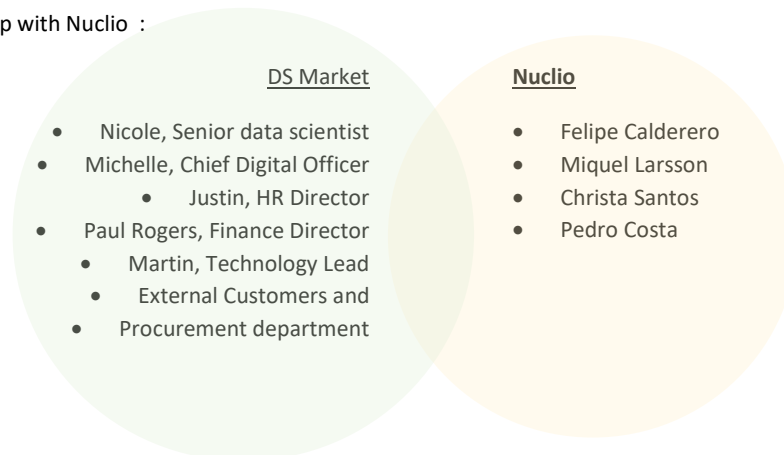 p with Nuclio :
DS Market
• Nicole, Senior data scientist
• Michelle, Chief Digital Officer
• Justin, HR Director
• Paul Rogers, Finance Director
• Martin, Technology Lead
• External Customers and
• Procurement department
Nuclio
• Felipe Calderero
• Miquel Larsson
• Christa Santos
• Pedro Costa